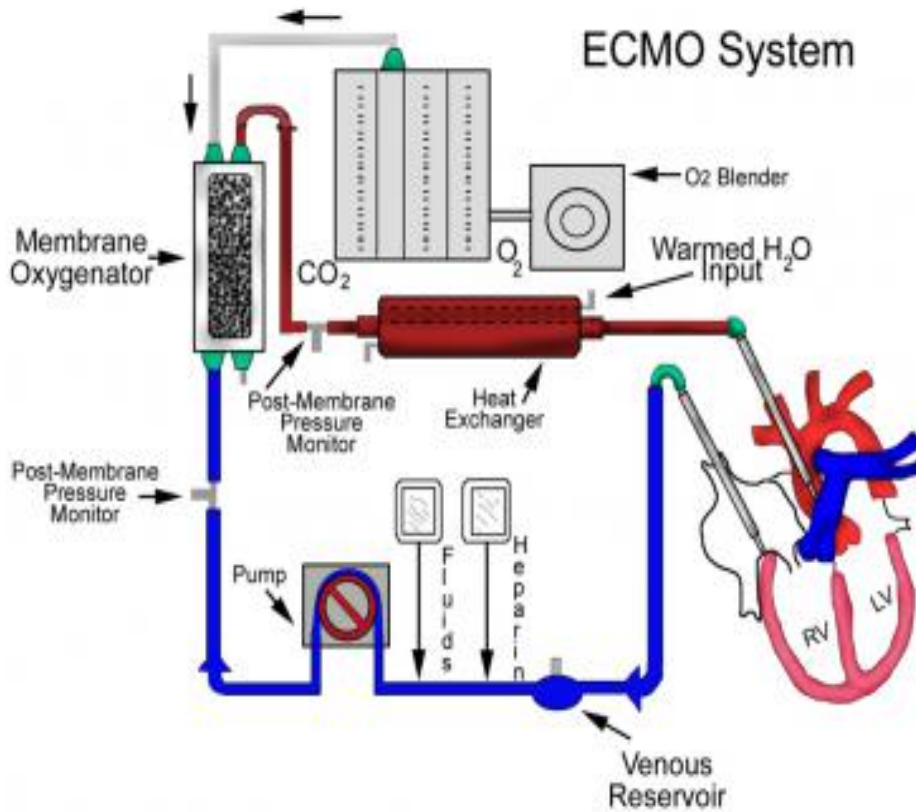 ECMO System
O2 Blender
Membrane
Oxygenator
CO₂
O₂
Warmed H₂O
Input
Post-Membrane
Pressure
Monitor
Heat
Exchanger
Post-Membrane
Pressure
Monitor
Pump
Fluids
Heparin
RV
LV
Venous
Reservoir